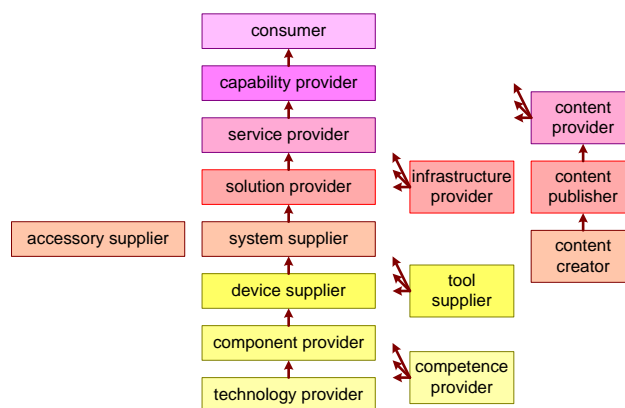 consumer
capability provider
service provider
content
provider
solution provider
infrastructure
provider
content
publisher
accessory supplier
system supplier
content
creator
device supplier
tool
supplier
component provider
competence
provider
technology provider